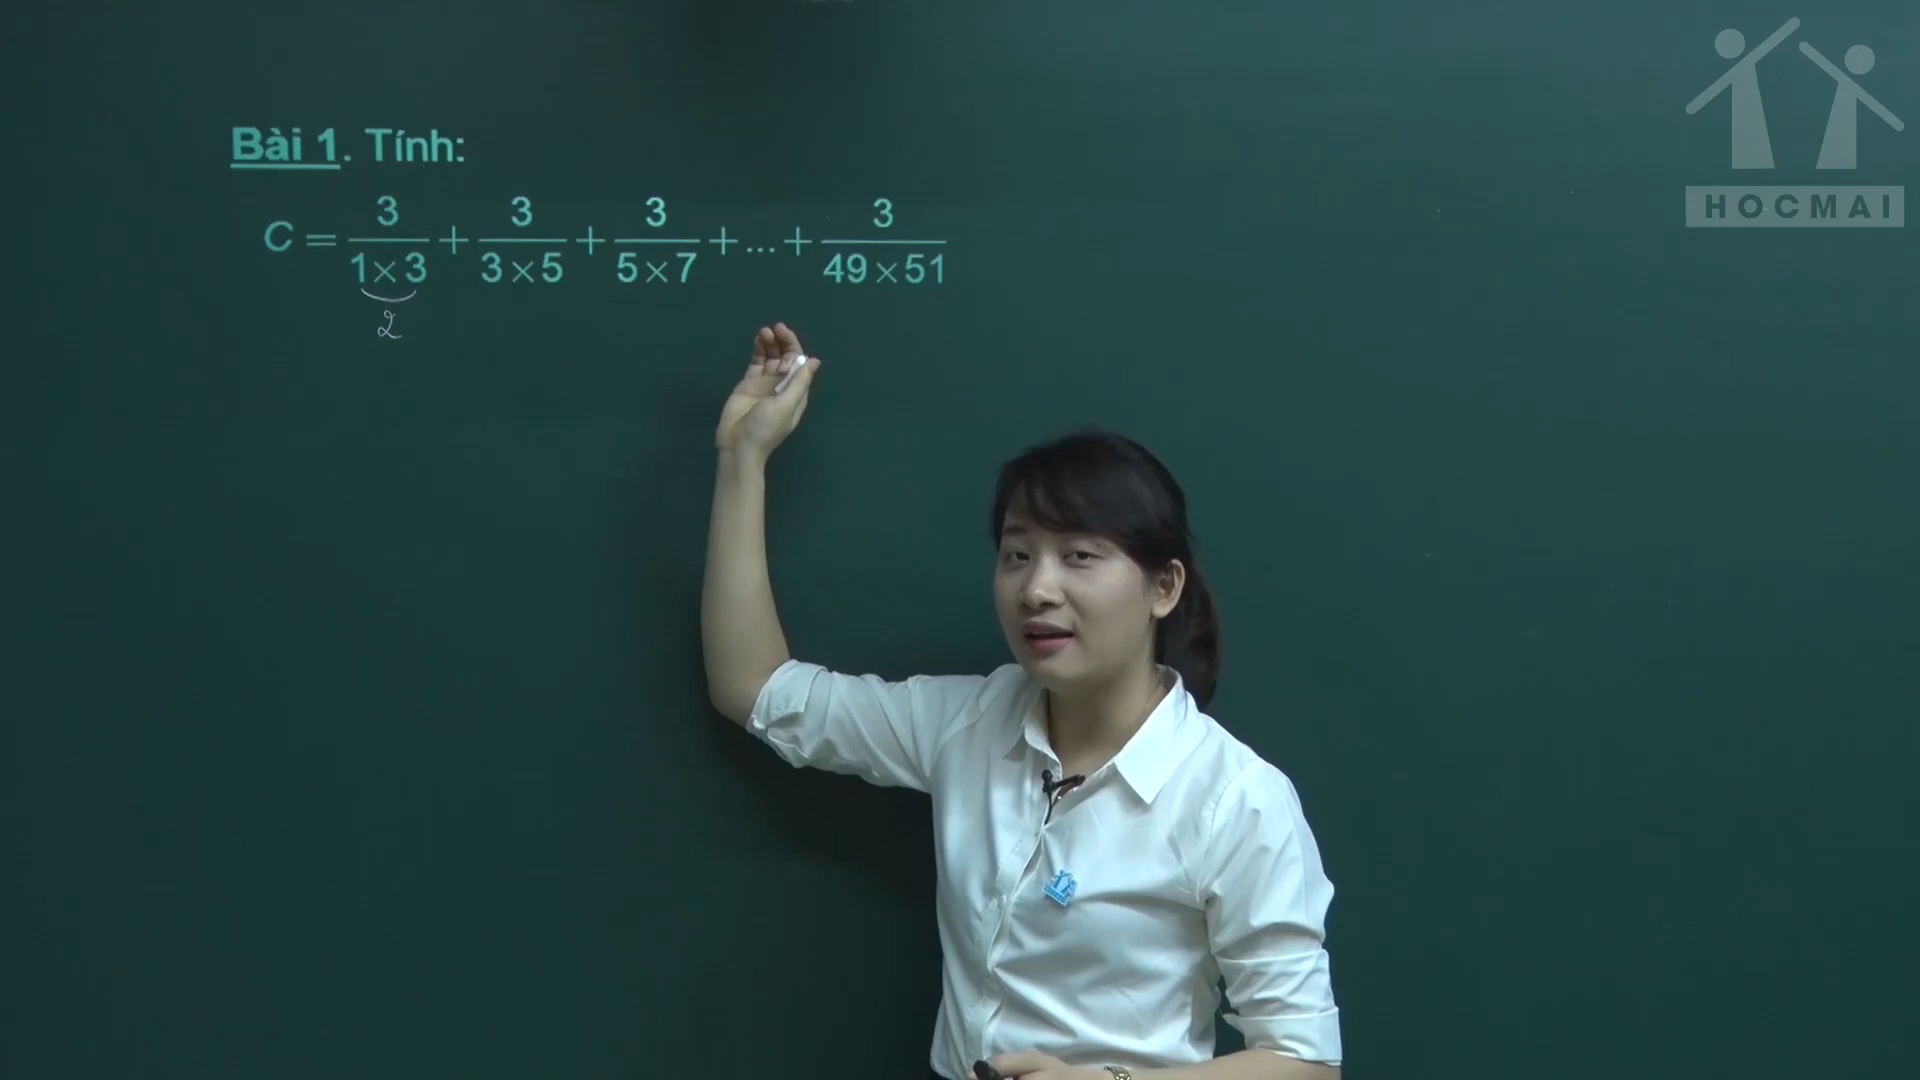 HOCMAI
Bài 1. Tính:
C = 3/(1×3) + 3/(3×5) + 3/(5×7) + ... + 3/(49×51)
2